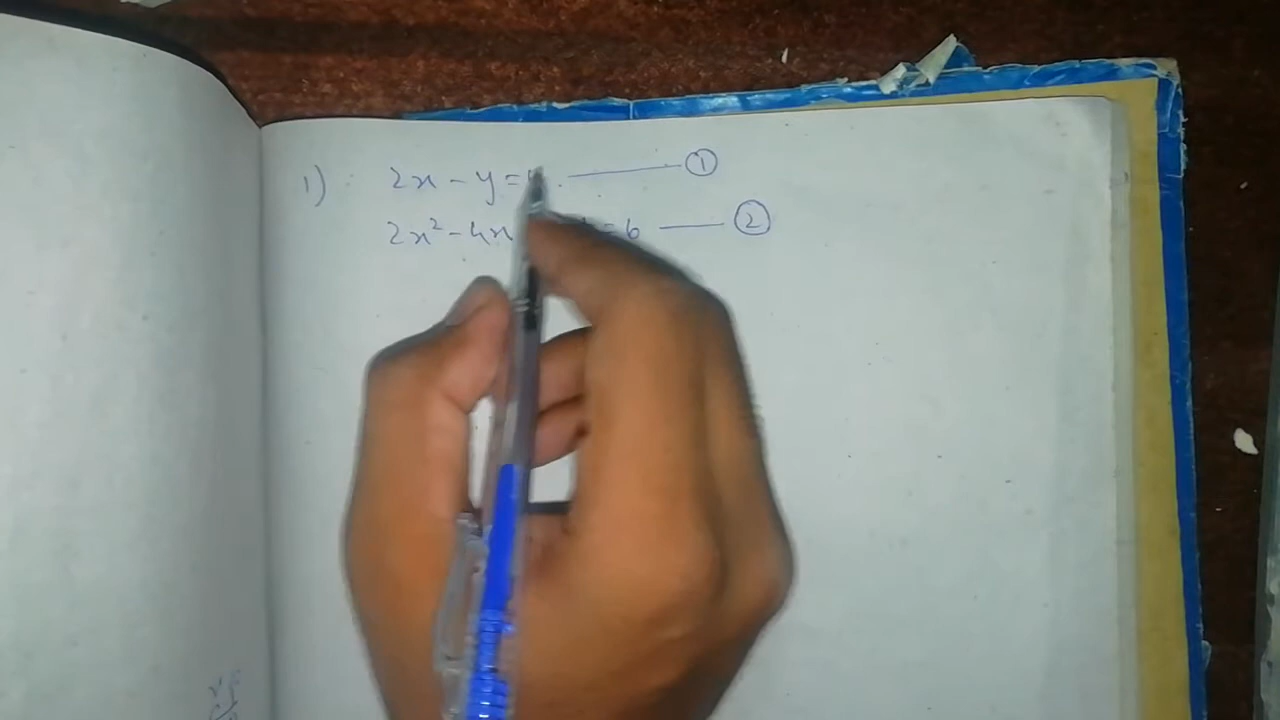 1) 2x - y = ———— ①
2x² - 4x = 6 —— ②